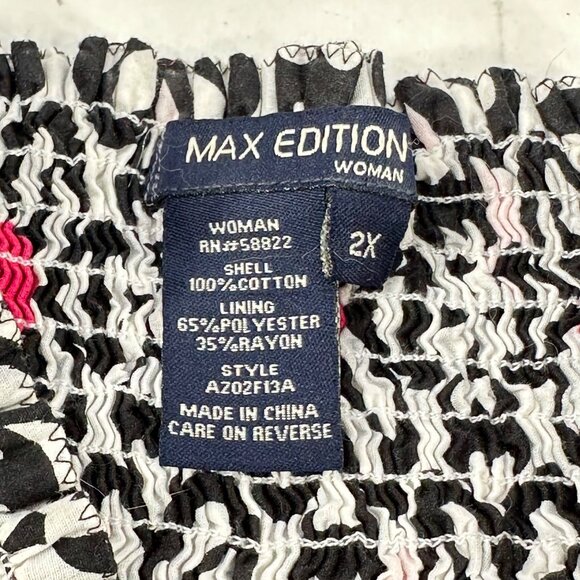 MAX EDITION
WOMAN
2X
WOMAN
RN#58822
SHELL
100%COTTON
LINING
65%POLYESTER
35%RAYON
STYLE
A202F13A
MADE IN CHINA
CARE ON REVERSE